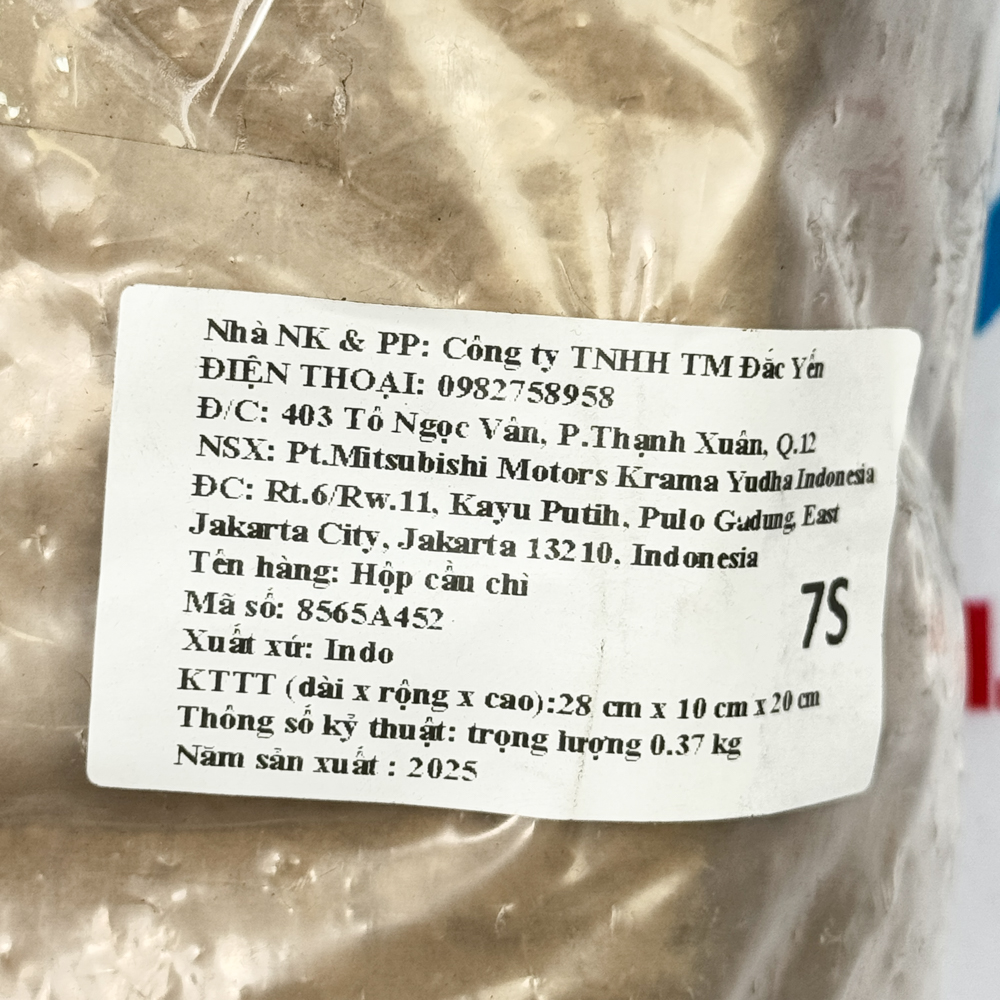 Nhà NK & PP: Công ty TNHH TM Đắc Yến
ĐIỆN THOẠI: 0982758958
Đ/C: 403 Tô Ngọc Vân, P.Thạnh Xuân, Q.12
NSX: Pt.Mitsubishi Motors Krama Yudha Indonesia
ĐC: Rt.6/Rw.11, Kayu Putih, Pulo Gadung, East
Jakarta City, Jakarta 13210, Indonesia
Tên hàng: Hộp cầu chì
Mã số: 8565A452
Xuất xứ: Indo
7S
KTTT (dài x rộng x cao):28 cm x 10 cm x 20 cm
Thông số kỷ thuật: trọng lượng 0.37 kg
Năm sản xuất : 2025